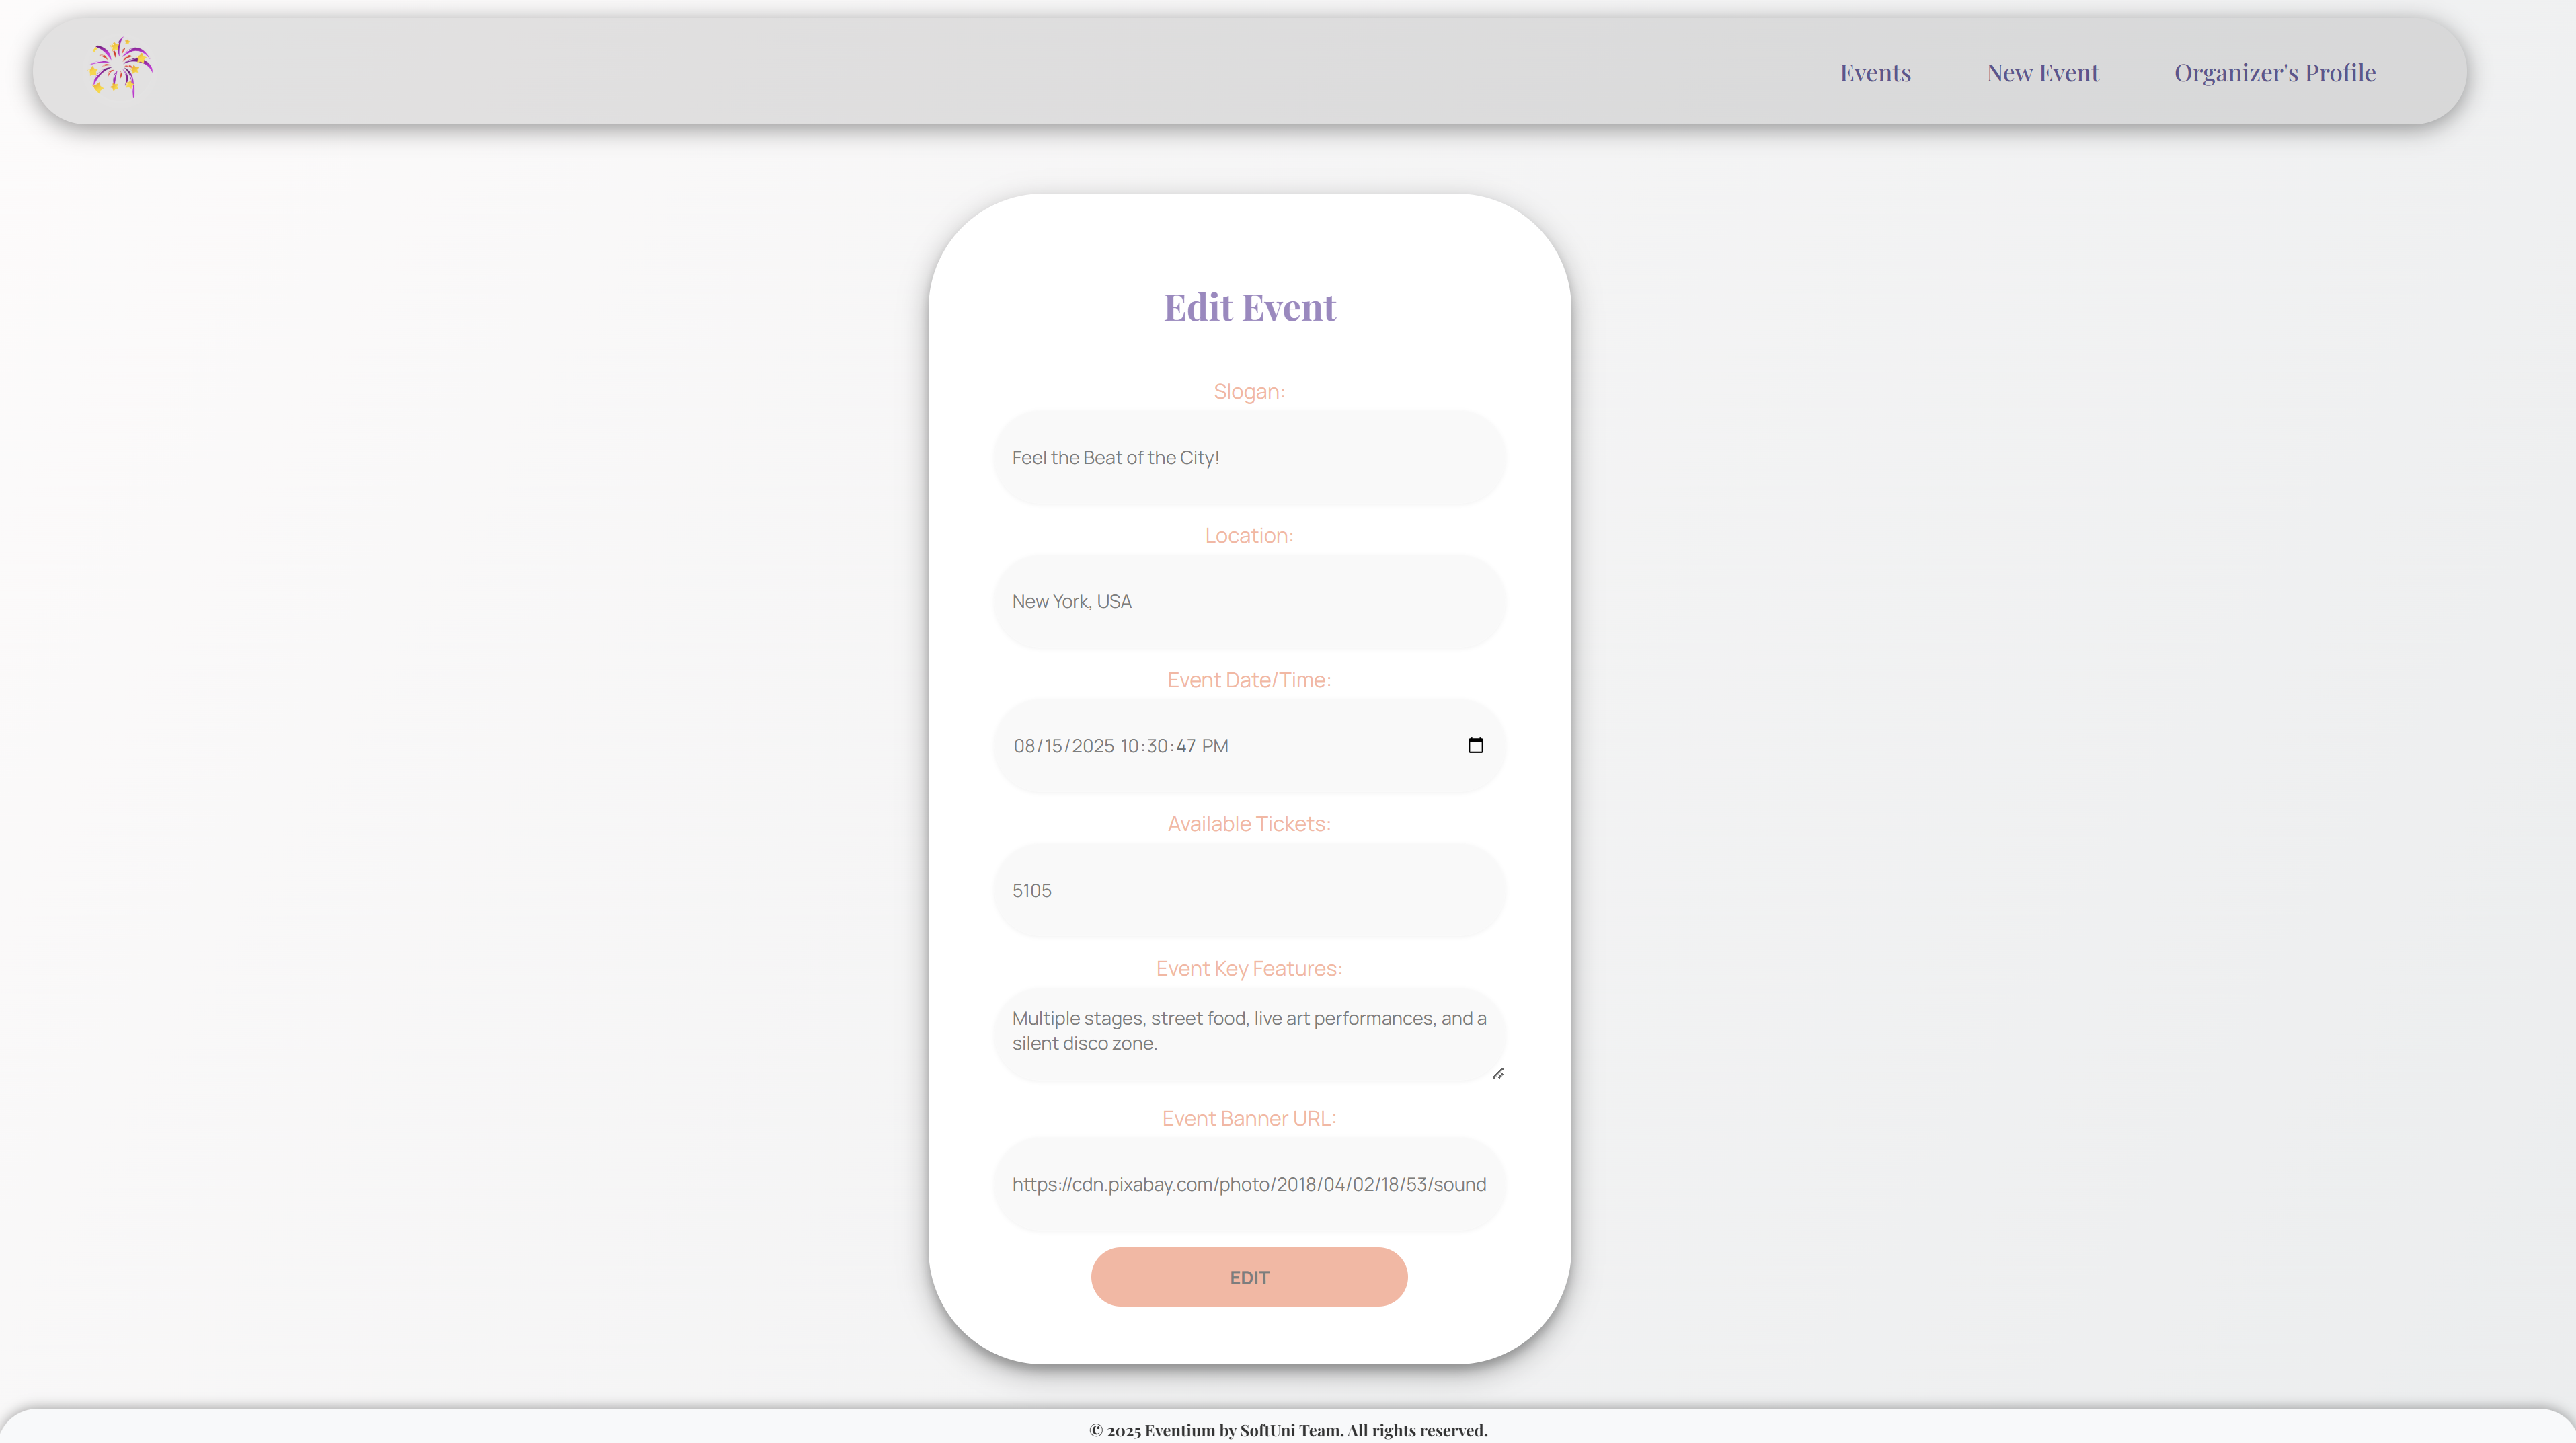 Events New Event Organizer's Profile
Edit Event
Slogan:
Feel the Beat of the City!
Location:
New York, USA
Event Date/Time:
08/15/2025 10:30:47 PM
Available Tickets:
5105
Event Key Features:
Multiple stages, street food, live art performances, and a
silent disco zone.
Event Banner URL:
https://cdn.pixabay.com/photo/2018/04/02/18/53/sound
EDIT
© 2025 Eventium by SoftUni Team. All rights reserved.